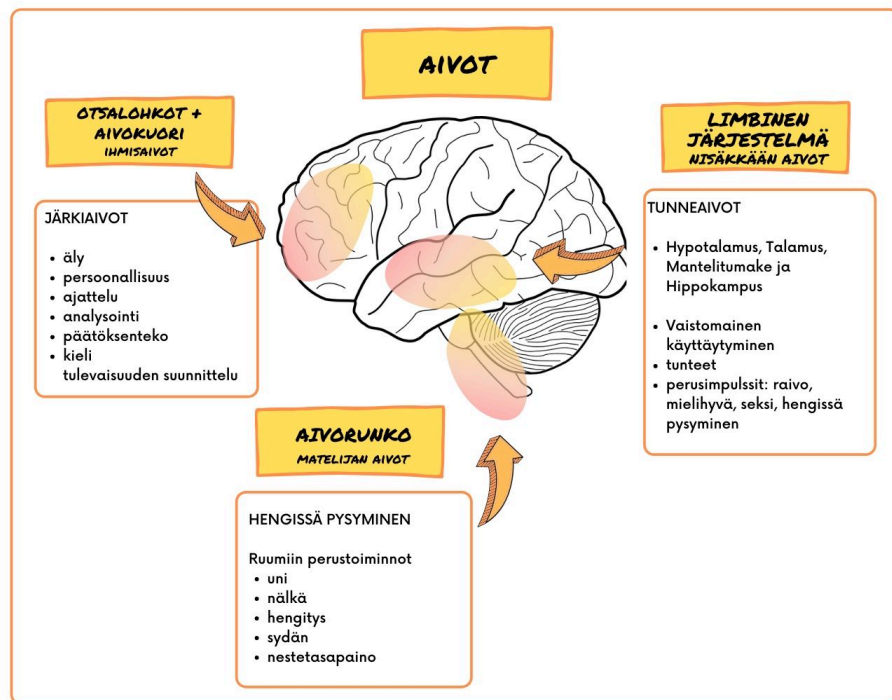 AIVOT
OTSALOHKOT +
AIVOKUORI
IHMISAIVOT
JÄRKIAIVOT
• äly
• persoonallisuus
• ajattelu
• analysointi
• päätöksenteko
• kieli
tulevaisuuden suunnittelu
LIMBINEN
JÄRJESTELMÄ
NISÄKKÄÄN AIVOT
TUNNEAIVOT
• Hypotalamus, Talamus,
Mantelitumake ja
Hippokampus
• Vaistomainen
käyttäytyminen
• tunteet
• perusimpulssit: raivo,
mielihyvä, seksi, hengissä
pysyminen
AIVORUNKO
MATELIJAN AIVOT
HENGISSÄ PYSYMINEN
Ruumiin perustoiminnot
• uni
• nälkä
• hengitys
• sydän
• nestetasapaino